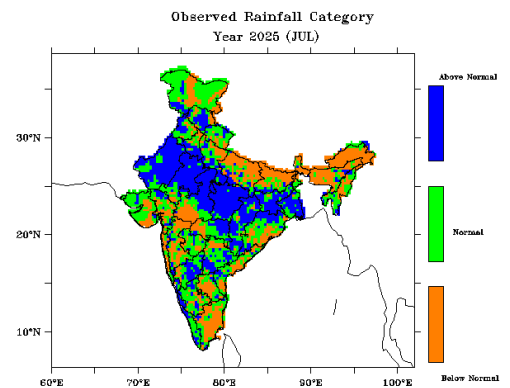 Observed Rainfall Category
Year 2025 (JUL)
Above Normal
30°N
Normal
20°N
10°N
Below Normal
60°E
70°E
80°E
90°E
100°E